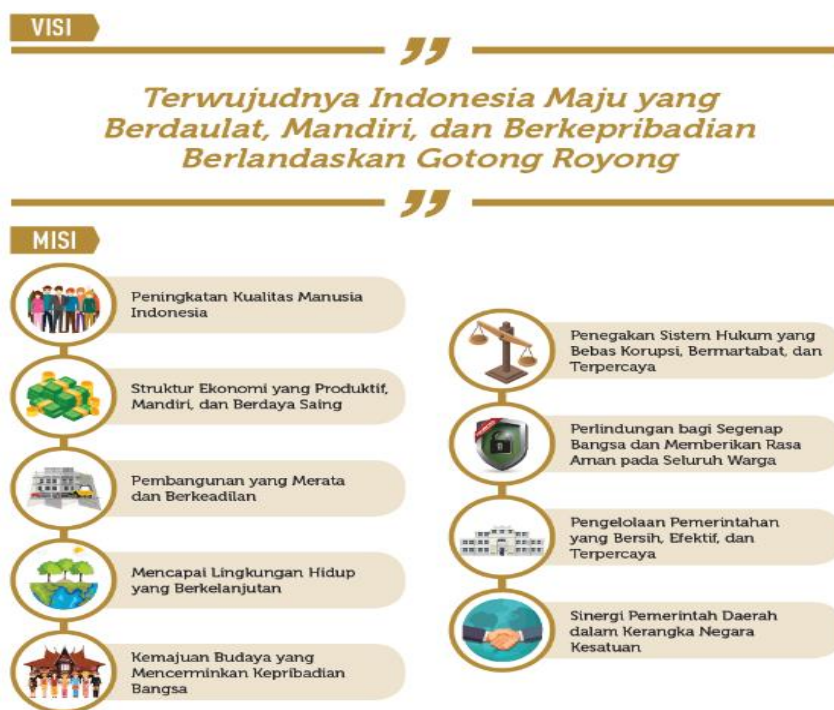 VISI
”
Terwujudnya Indonesia Maju yang
Berdaulat, Mandiri, dan Berkepribadian
Berlandaskan Gotong Royong
”
MISI
Peningkatan Kualitas Manusia
Indonesia
Struktur Ekonomi yang Produktif,
Mandiri, dan Berdaya Saing
Pembangunan yang Merata
dan Berkeadilan
Mencapai Lingkungan Hidup
yang Berkelanjutan
Kemajuan Budaya yang
Mencerminkan Kepribadian
Bangsa
Penegakan Sistem Hukum yang
Bebas Korupsi, Bermartabat, dan
Terpercaya
Perlindungan bagi Segenap
Bangsa dan Memberikan Rasa
Aman pada Seluruh Warga
Pengelolaan Pemerintahan
yang Bersih, Efektif, dan
Terpercaya
Sinergi Pemerintah Daerah
dalam Kerangka Negara
Kesatuan